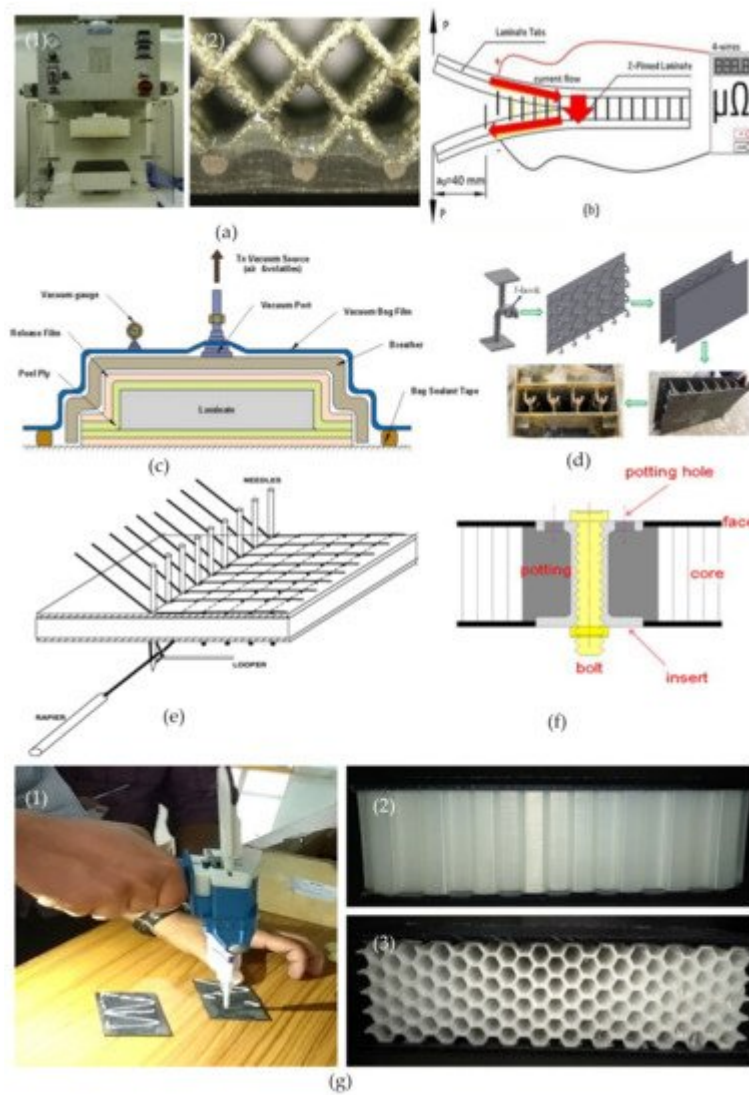 (1)
(2)
(a)
P
Laminate Tabs
current flow
Z-Pinned Laminate
4-wires
μΩ
a₀=40 mm
P
(b)
To Vacuum Source
(air &volatiles)
Vacuum gauge
Vacuum Port
Vacuum Bag Film
Release Film
Breather
Peel Ply
Bag Sealant Tape
Laminate
(c)
(d)
NEEDLES
LOOPER
RAPIER
(e)
potting hole
face
potting
core
bolt
insert
(f)
(1)
(2)
(3)
(g)